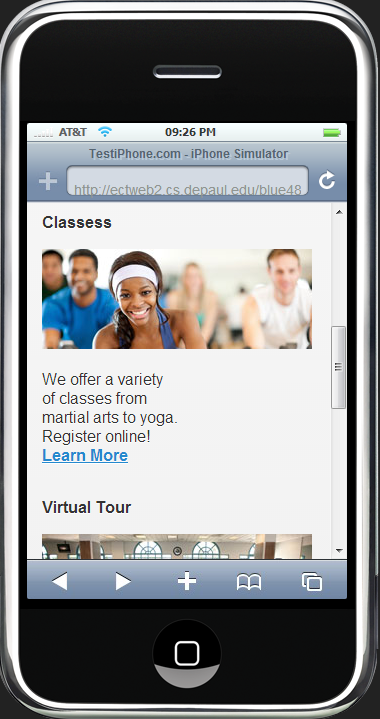 AT&T 09:26 PM
TestiPhone.com - iPhone Simulator
http://ectweb2.cs.depaul.edu/blue48
Classess
We offer a variety
of classes from
martial arts to yoga.
Register online!
Learn More
Virtual Tour